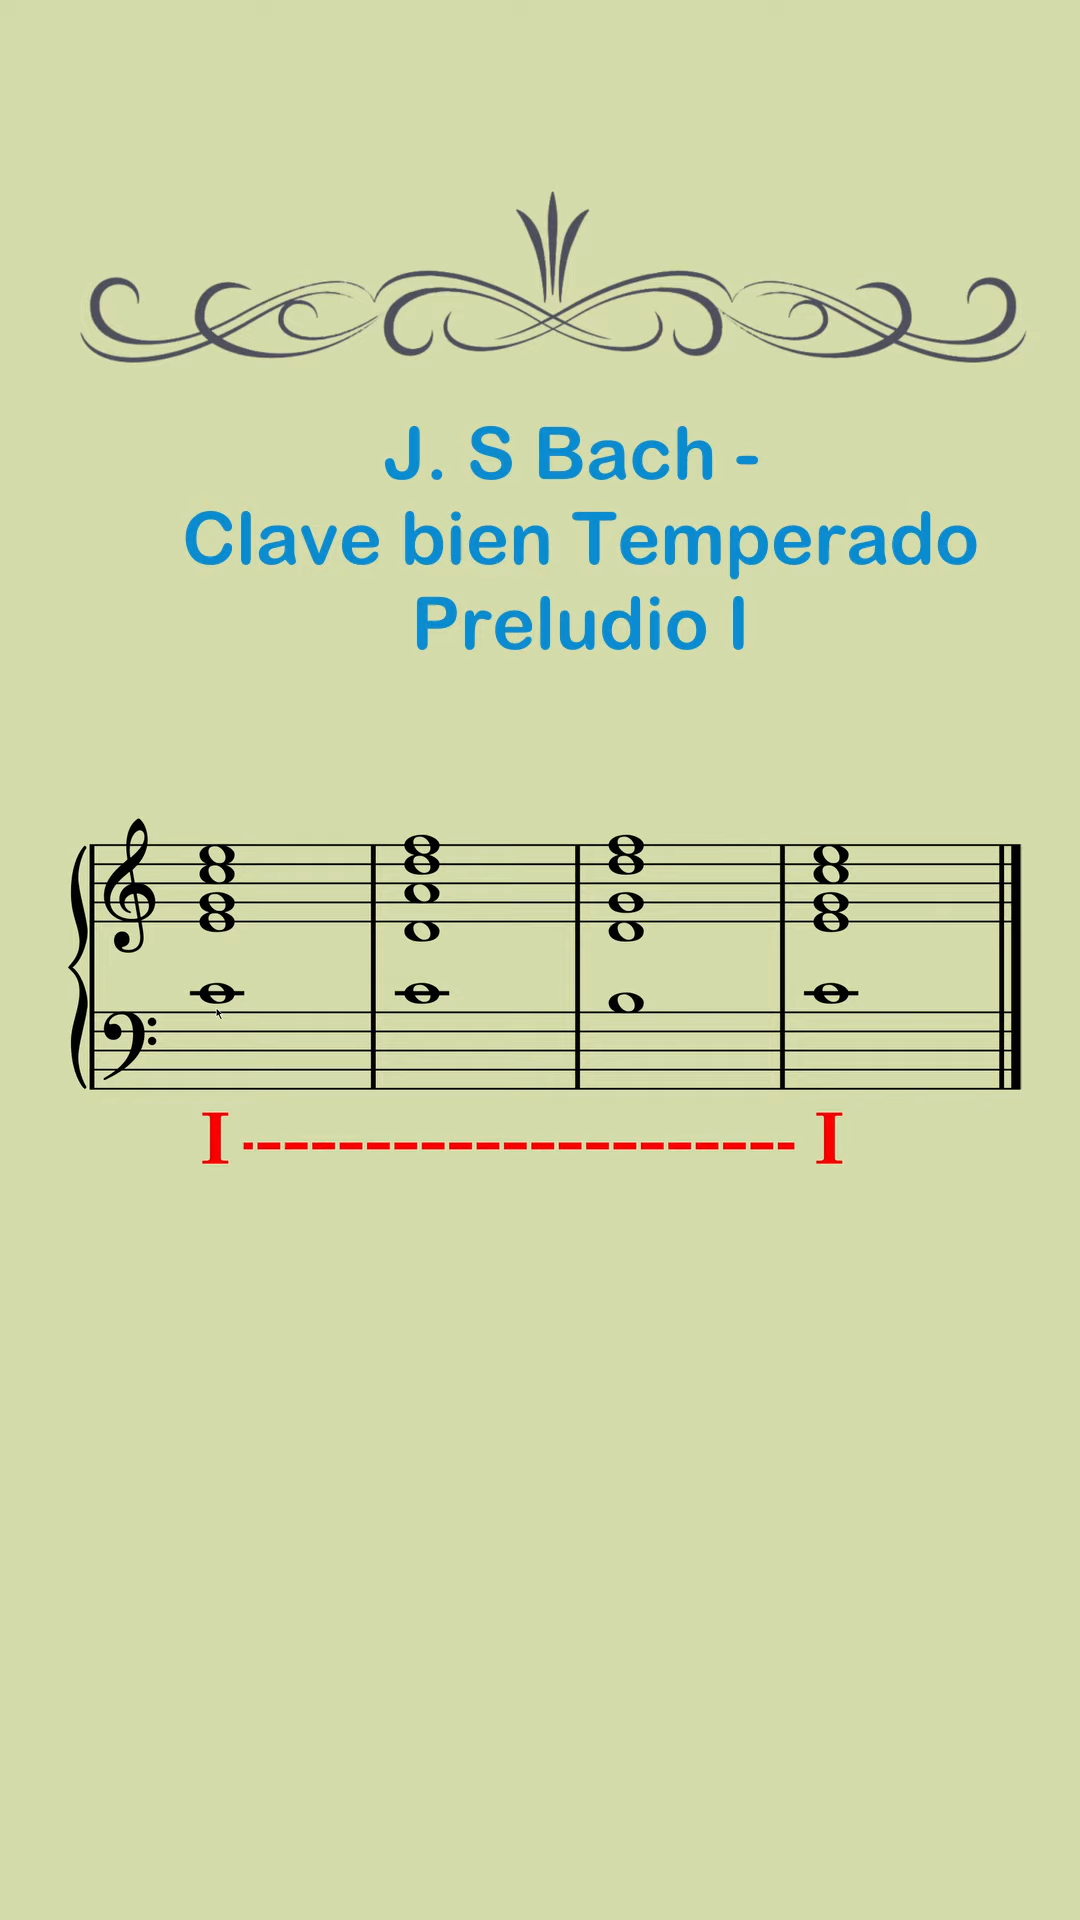 J. S Bach -
Clave bien Temperado
Preludio I
I --------------------- I